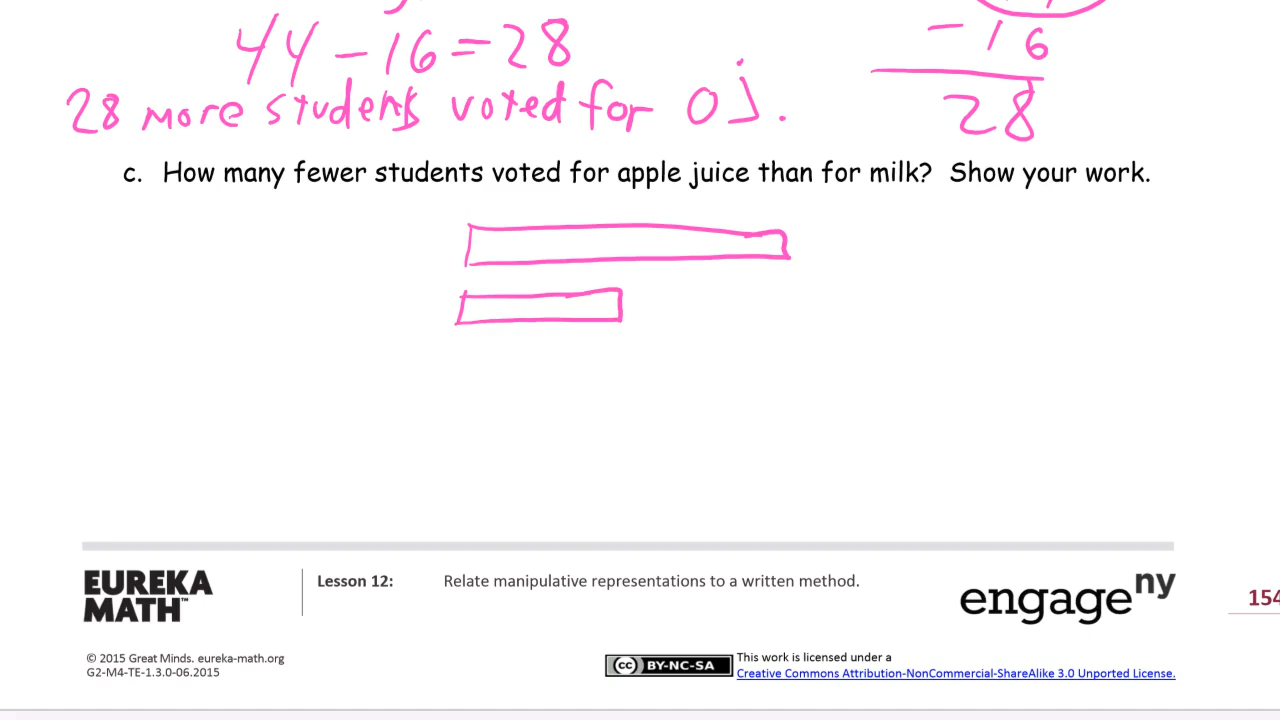 44 - 16 = 28
28 more students voted for OJ.
- 16
28
c. How many fewer students voted for apple juice than for milk? Show your work.
EUREKA
MATH™
Lesson 12: Relate manipulative representations to a written method.
engageny
154
© 2015 Great Minds. eureka-math.org
G2-M4-TE-1.3.0-06.2015
cc BY-NC-SA
This work is licensed under a
Creative Commons Attribution-NonCommercial-ShareAlike 3.0 Unported License.